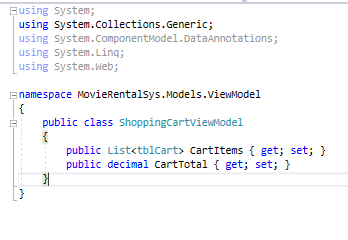 using System;
using System.Collections.Generic;
using System.ComponentModel.DataAnnotations;
using System.Linq;
using System.Web;
namespace MovieRentalSys.Models.ViewModel
{
public class ShoppingCartViewModel
{
public List<tblCart> CartItems { get; set; }
public decimal CartTotal { get; set; }
}
}